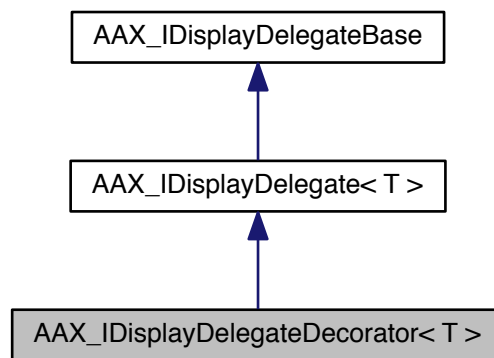 AAX_IDisplayDelegateBase
AAX_IDisplayDelegate< T >
AAX_IDisplayDelegateDecorator< T >